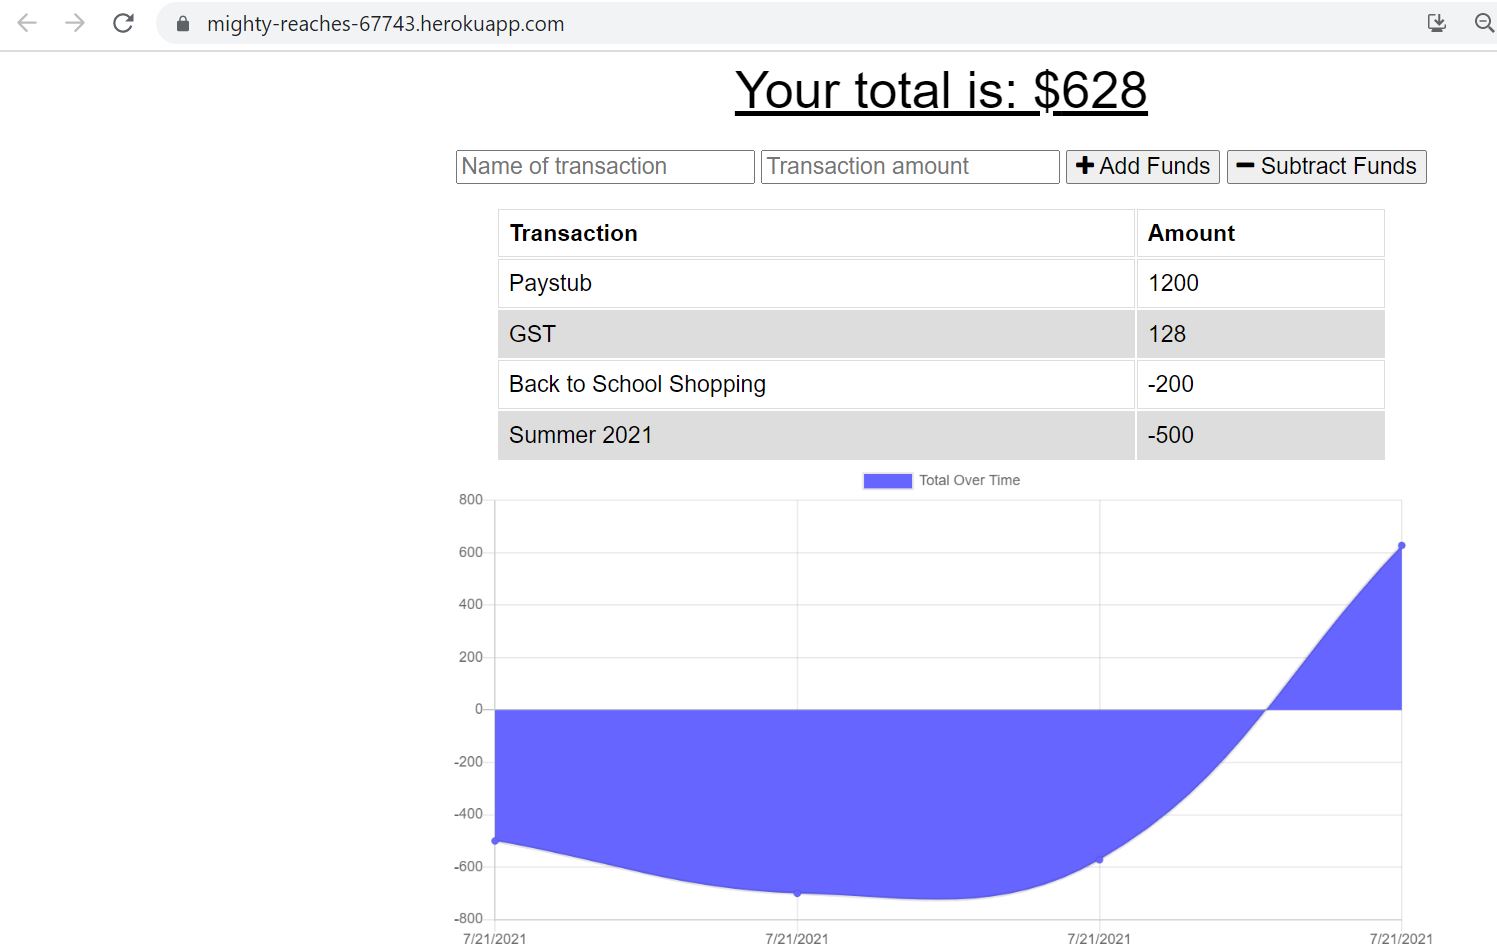 mighty-reaches-67743.herokuapp.com
Your total is: $628
Name of transaction Transaction amount + Add Funds − Subtract Funds
Transaction Amount
Paystub 1200
GST 128
Back to School Shopping -200
Summer 2021 -500
Total Over Time
800
600
400
200
0
-200
-400
-600
-800
7/21/2021 7/21/2021 7/21/2021 7/21/2021